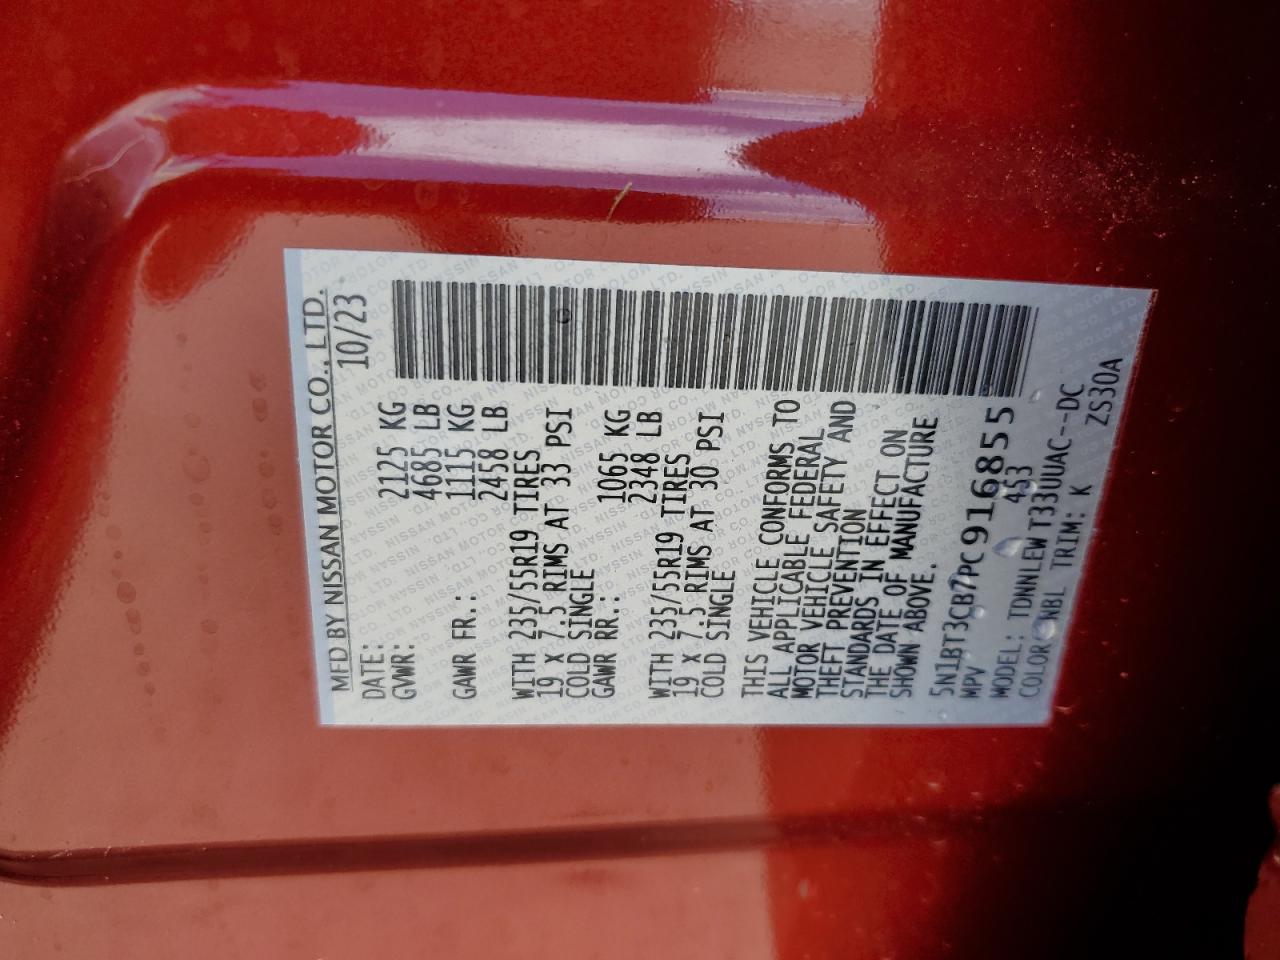 MFD BY NISSAN MOTOR CO., LTD.
DATE: 10/23
GVWR: 2125 KG
4685 LB
GAWR FR.: 1115 KG
2458 LB
WITH 235/55R19 TIRES
19 X 7.5 RIMS AT 33 PSI
COLD SINGLE
GAWR RR.: 1065 KG
2348 LB
WITH 235/55R19 TIRES
19 X 7.5 RIMS AT 30 PSI
COLD SINGLE
THIS VEHICLE CONFORMS TO
ALL APPLICABLE FEDERAL
MOTOR VEHICLE SAFETY AND
THEFT PREVENTION
STANDARDS IN EFFECT ON
THE DATE OF MANUFACTURE
SHOWN ABOVE.
5N1BT3CB7PC916855
MPV 453
MODEL: TDNNLEWT33UUAC--DC
COLOR NBL TRIM: K ZS30A